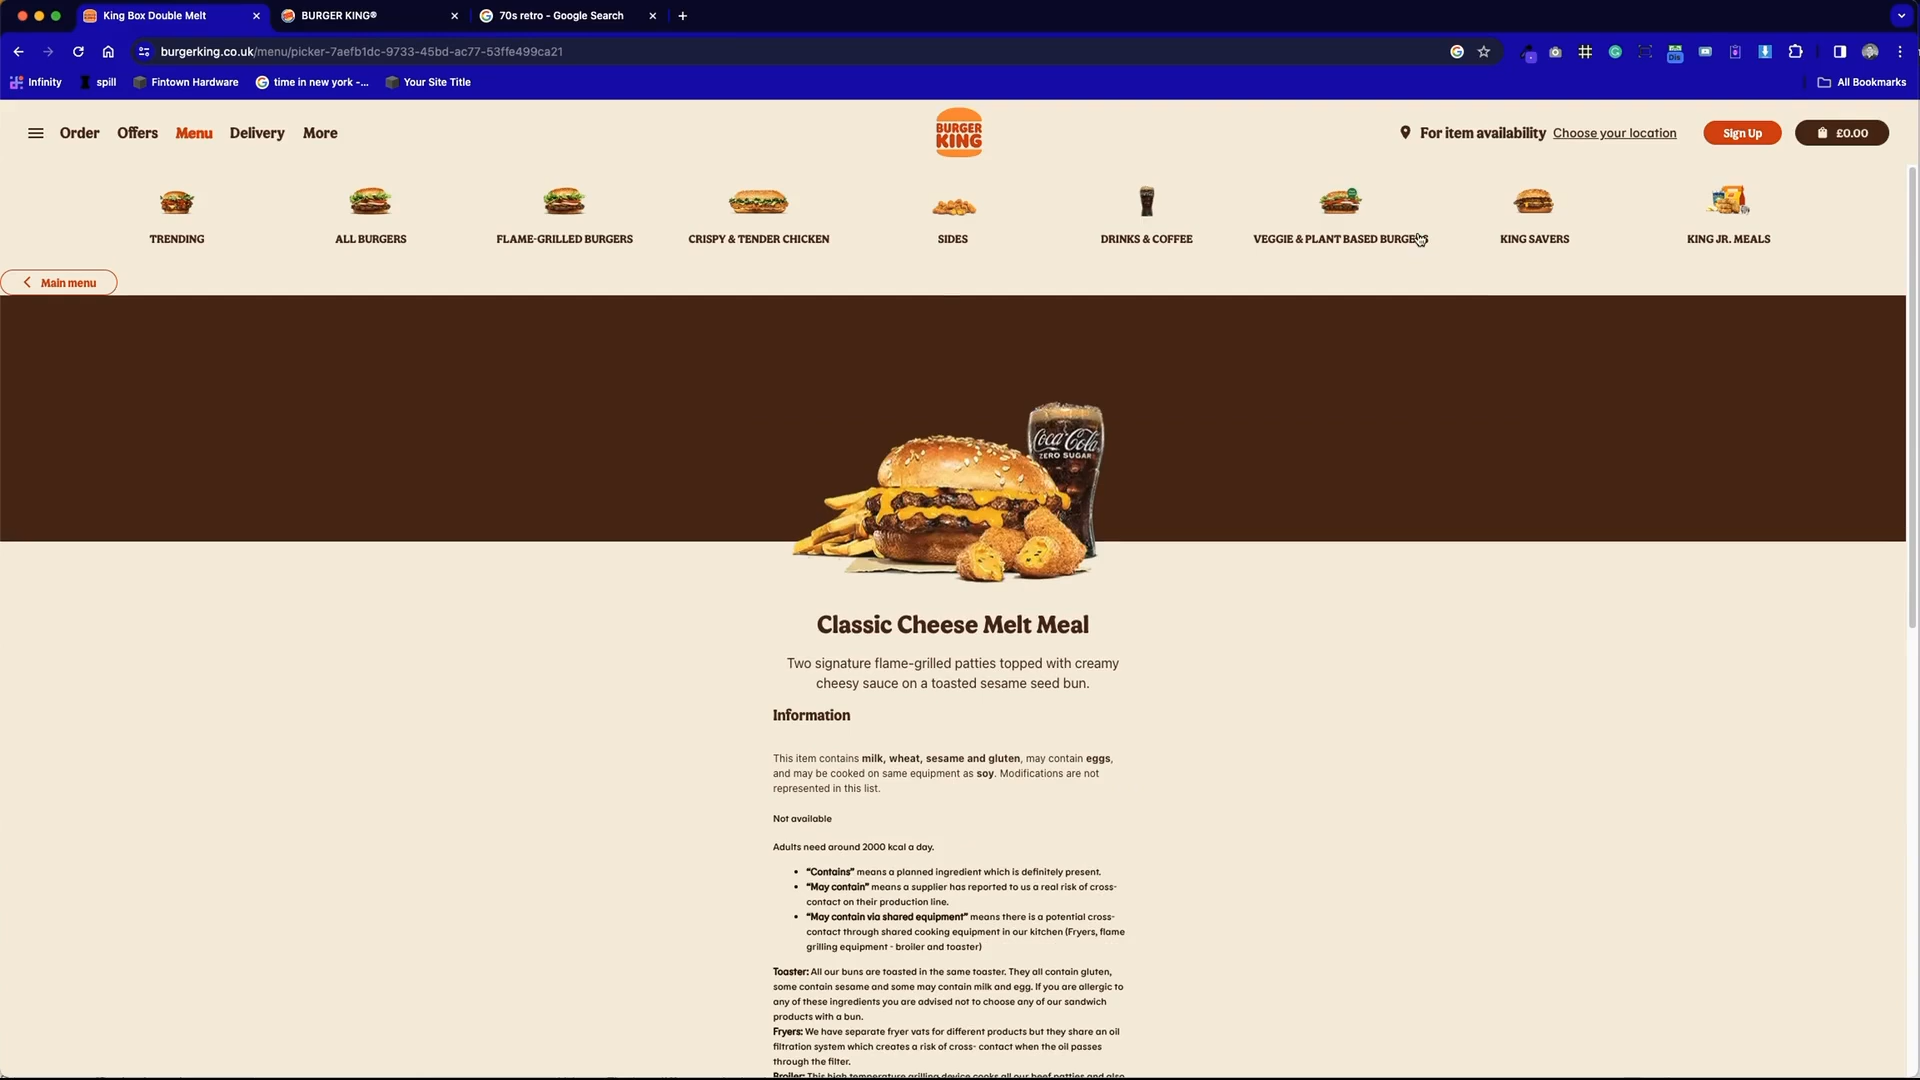 King Box Double Melt
BURGER KING®
70s retro - Google Search
burgerking.co.uk/menu/picker-7aefb1dc-9733-45bd-ac77-53ffe499ca21
Infinity
spill
Fintown Hardware
time in new york -...
Your Site Title
All Bookmarks
Order
Offers
Menu
Delivery
More
BURGER
KING
For item availability Choose your location
Sign Up
£0.00
TRENDING
ALL BURGERS
FLAME-GRILLED BURGERS
CRISPY & TENDER CHICKEN
SIDES
DRINKS & COFFEE
VEGGIE & PLANT BASED BURGERS
KING SAVERS
KING JR. MEALS
Main menu
Coca-Cola
ZERO SUGAR
Classic Cheese Melt Meal
Two signature flame-grilled patties topped with creamy
cheesy sauce on a toasted sesame seed bun.
Information
This item contains milk, wheat, sesame and gluten, may contain eggs,
and may be cooked on same equipment as soy. Modifications are not
represented in this list.
Not available
Adults need around 2000 kcal a day.
• “Contains” means a planned ingredient which is definitely present.
• “May contain” means a supplier has reported to us a real risk of cross-
contact on their production line.
• “May contain via shared equipment” means there is a potential cross-
contact through shared cooking equipment in our kitchen (Fryers, flame
grilling equipment - broiler and toaster)
Toaster: All our buns are toasted in the same toaster. They all contain gluten,
some contain sesame and some may contain milk and egg. If you are allergic to
any of these ingredients you are advised not to choose any of our sandwich
products with a bun.
Fryers: We have separate fryer vats for different products but they share an oil
filtration system which creates a risk of cross- contact when the oil passes
through the filter.
Broiler: This high temperature grilling device cooks all our beef patties and also